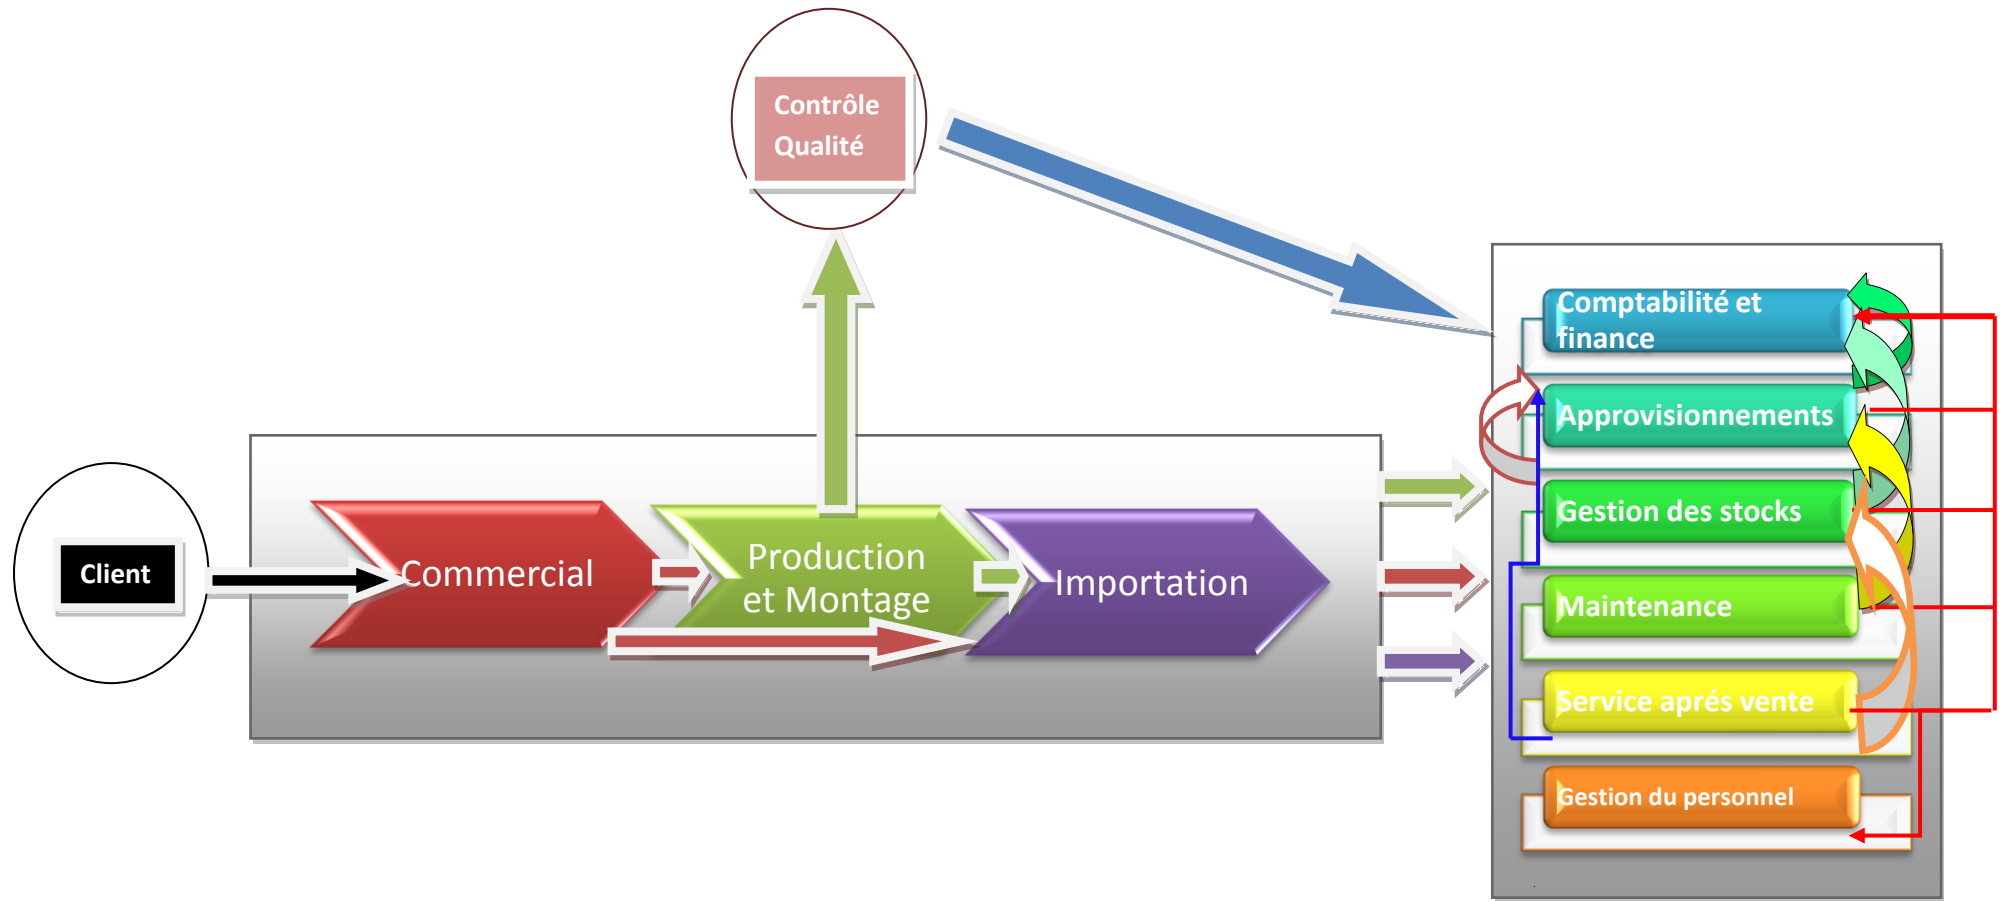 Contrôle
Qualité
Client
Commercial
Production
et Montage
Importation
Comptabilité et
finance
Approvisionnements
Gestion des stocks
Maintenance
Service aprés vente
Gestion du personnel